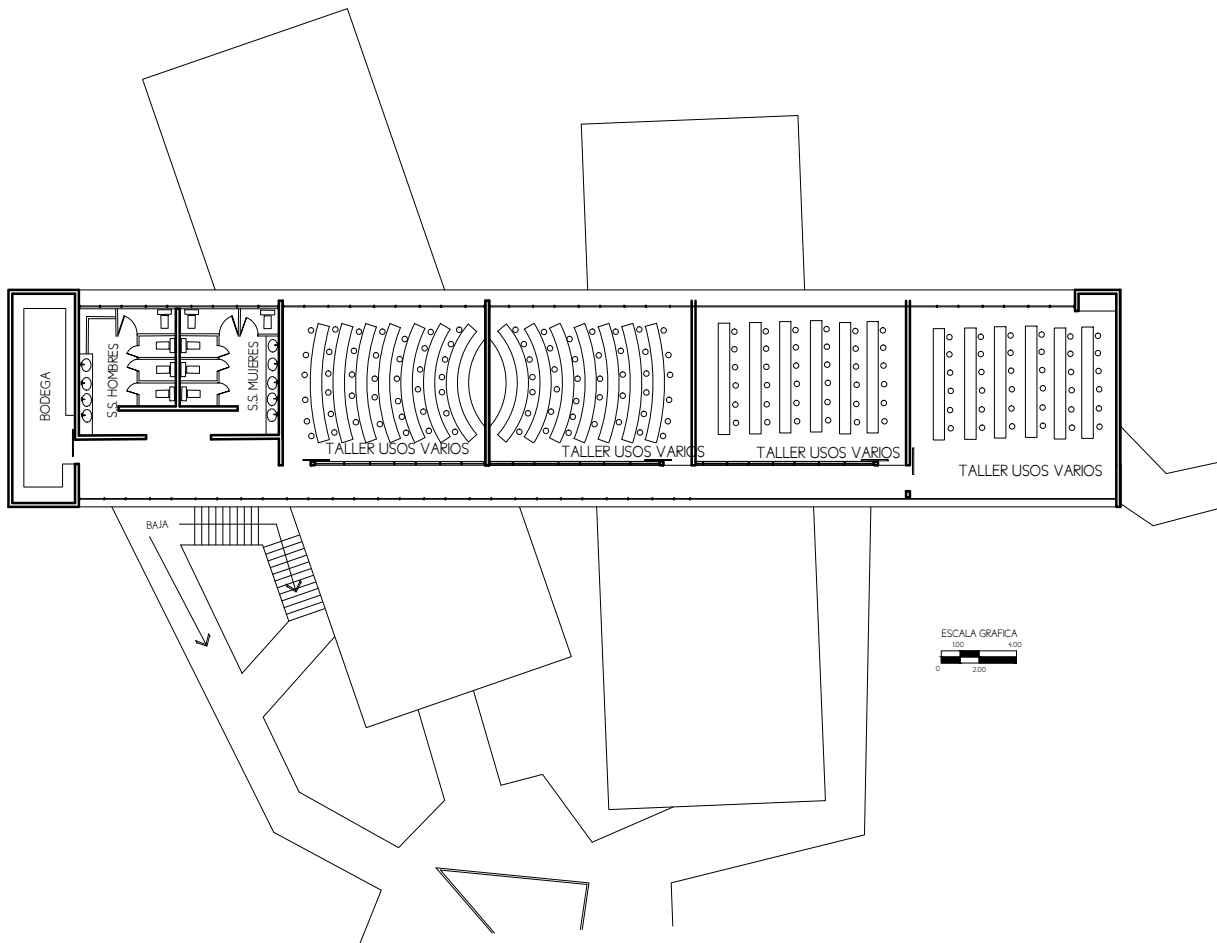 BODEGA
S.S. HOMBRES
S.S. MUJERES
TALLER USOS VARIOS
TALLER USOS VARIOS
TALLER USOS VARIOS
TALLER USOS VARIOS
BAJA
ESCALA GRAFICA
1.00 4.00
0 2.00